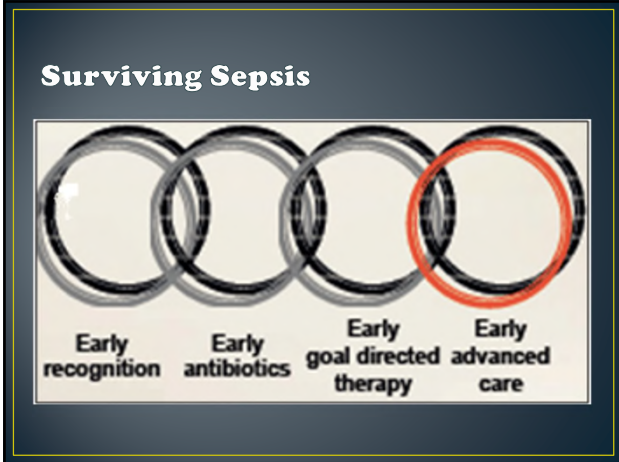 Surviving Sepsis
Early
recognition
Early
antibiotics
Early
goal directed
therapy
Early
advanced
care